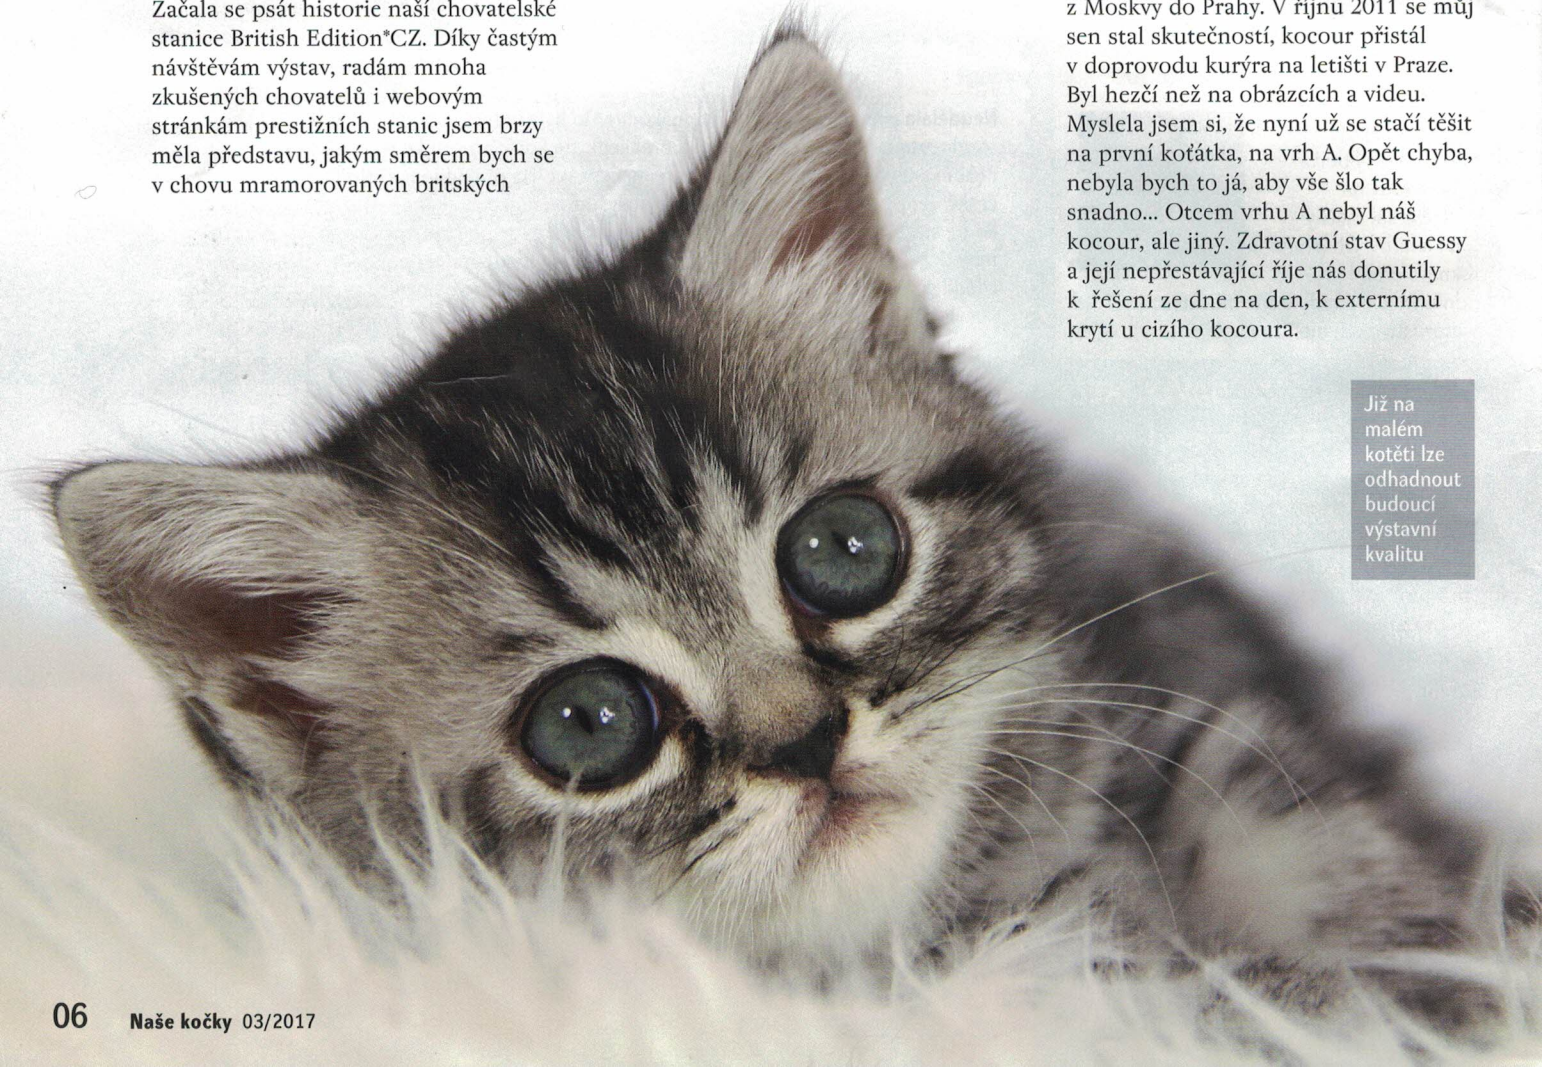 Začala se psát historie naší chovatelské
stanice British Edition*CZ. Díky častým
návštěvám výstav, radám mnoha
zkušených chovatelů i webovým
stránkám prestižních stanic jsem brzy
měla představu, jakým směrem bych se
v chovu mramorovaných britských
z Moskvy do Prahy. V říjnu 2011 se můj
sen stal skutečností, kocour přistál
v doprovodu kurýra na letišti v Praze.
Byl hezčí než na obrázcích a videu.
Myslela jsem si, že nyní už se stačí těšit
na první koťátka, na vrh A. Opět chyba,
nebyla bych to já, aby vše šlo tak
snadno... Otcem vrhu A nebyl náš
kocour, ale jiný. Zdravotní stav Guessy
a její nepřestávající říje nás donutily
k řešení ze dne na den, k externímu
krytí u cizího kocoura.
Již na
malém
kotěti lze
odhadnout
budoucí
výstavní
kvalitu
06 Naše kočky 03/2017